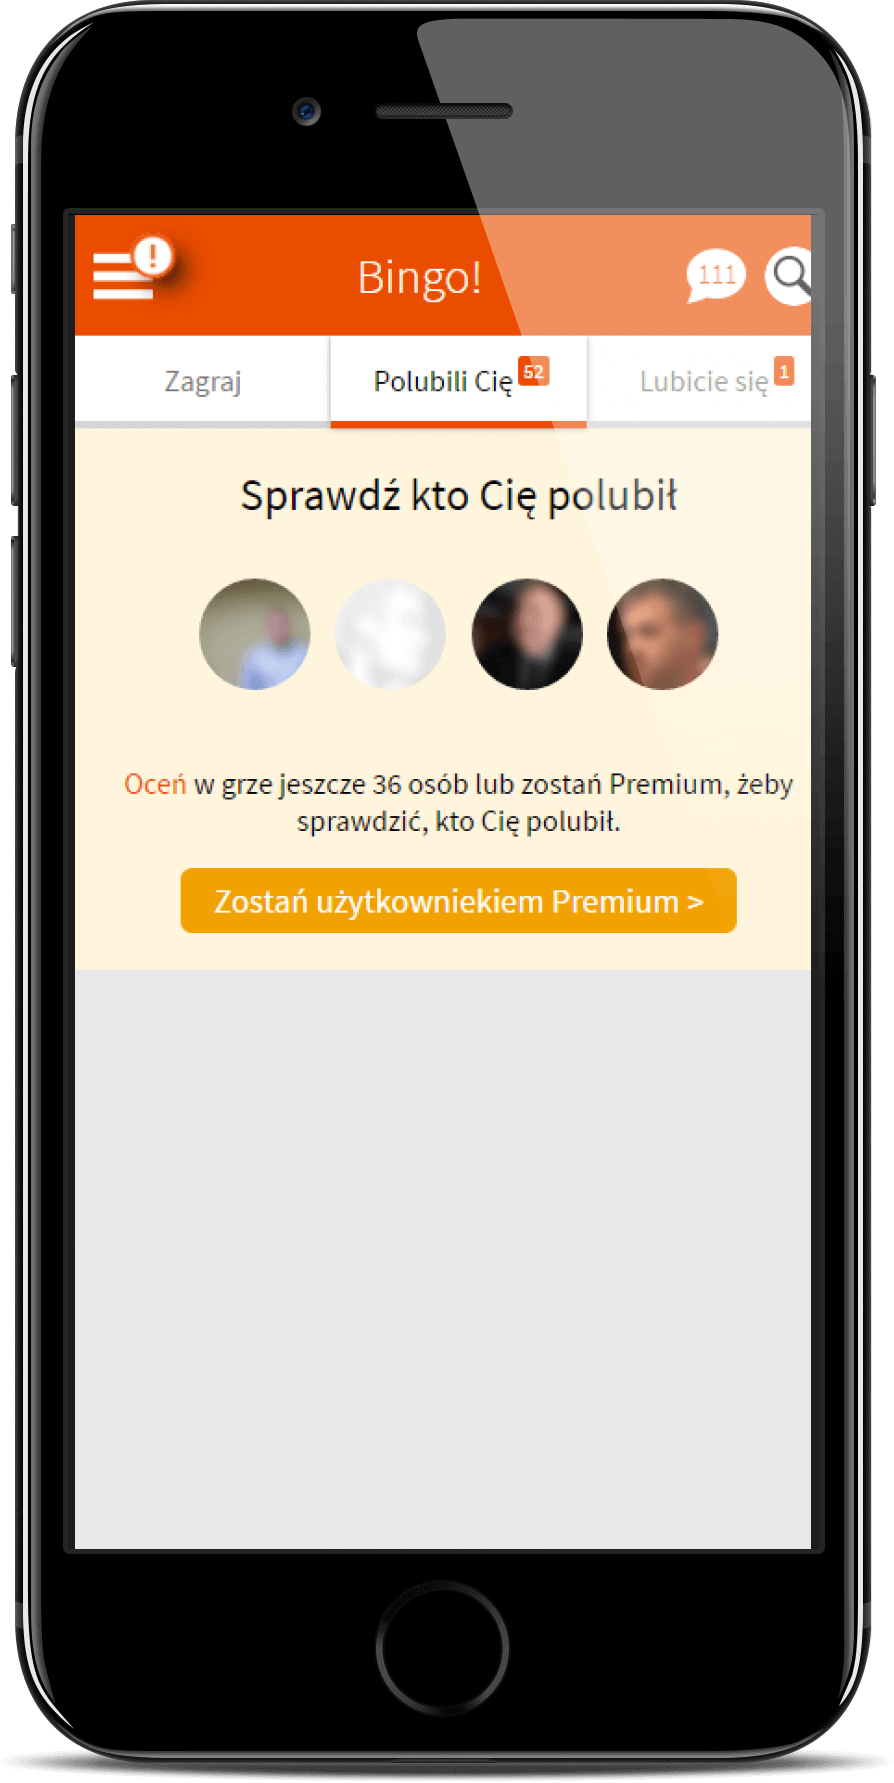 !
Bingo!
111
Zagraj
Polubili Cię 52
Lubicie się 1
Sprawdź kto Cię polubił
Oceń w grze jeszcze 36 osób lub zostań Premium, żeby
sprawdzić, kto Cię polubił.
Zostań użytkowniekiem Premium >